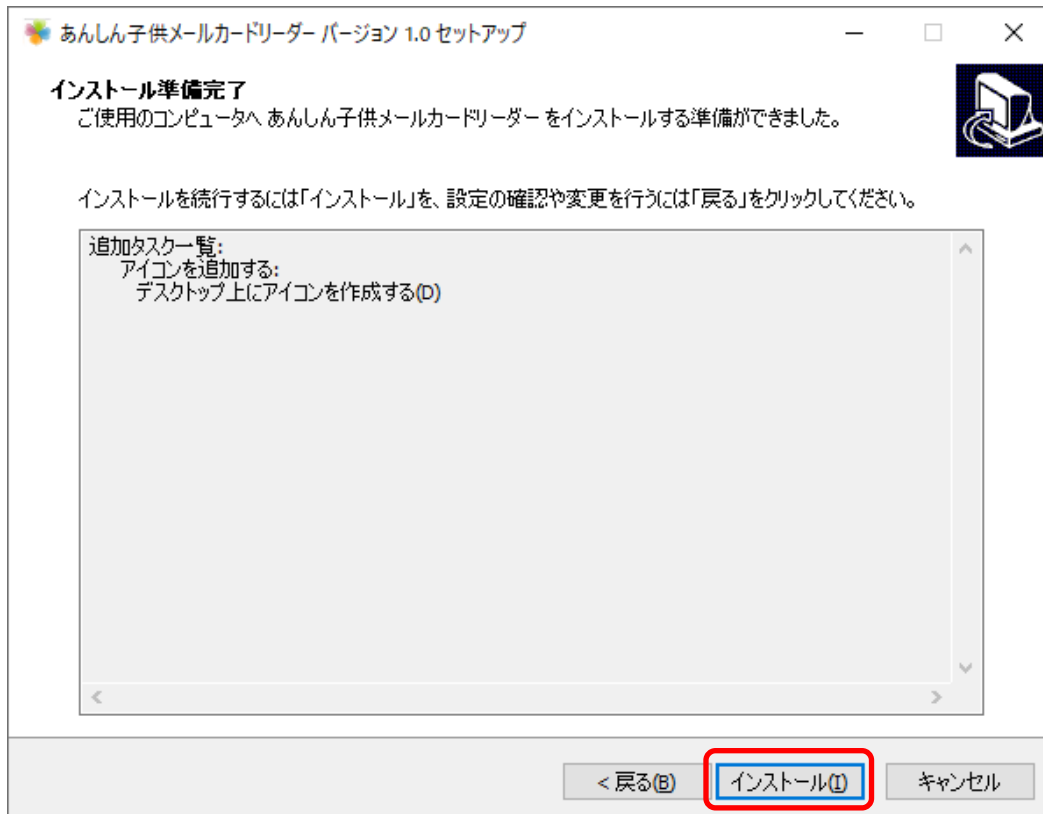 あんしん子供メールカードリーダー バージョン 1.0 セットアップ
インストール準備完了
ご使用のコンピュータへ あんしん子供メールカードリーダー をインストールする準備ができました。
インストールを続行するには「インストール」を、設定の確認や変更を行うには「戻る」をクリックしてください。
追加タスク一覧:
アイコンを追加する:
デスクトップ上にアイコンを作成する(D)
< 戻る(B)
インストール(I)
キャンセル